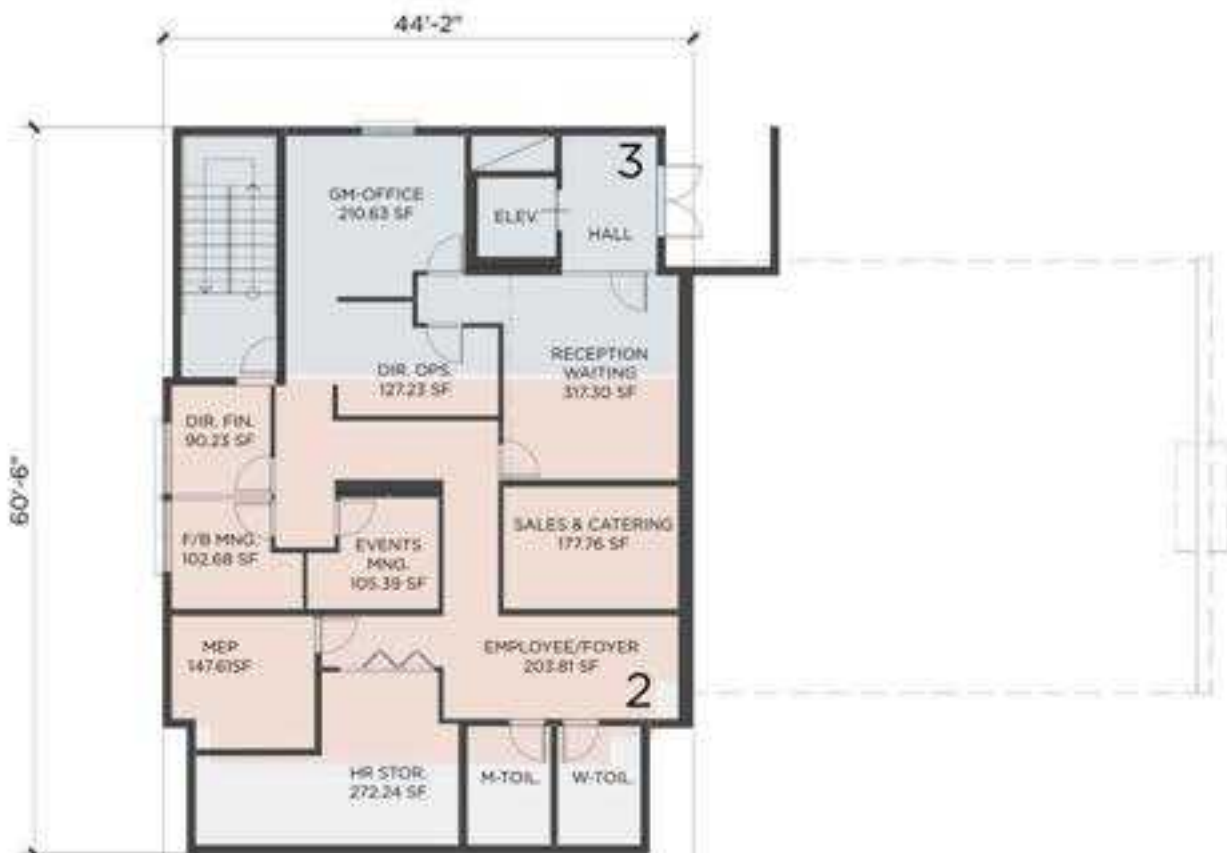 44'-2"
60'-6"
3
GM-OFFICE
210.63 SF
ELEV.
HALL
RECEPTION
WAITING
317.30 SF
DIR. OPS.
127.23 SF
DIR. FIN.
90.23 SF
F/B MNG.
102.68 SF
EVENTS
MNG.
105.39 SF
SALES & CATERING
177.76 SF
MEP
147.61SF
EMPLOYEE/FOYER
203.81 SF
2
HR STOR.
272.24 SF
M-TOIL.
W-TOIL.